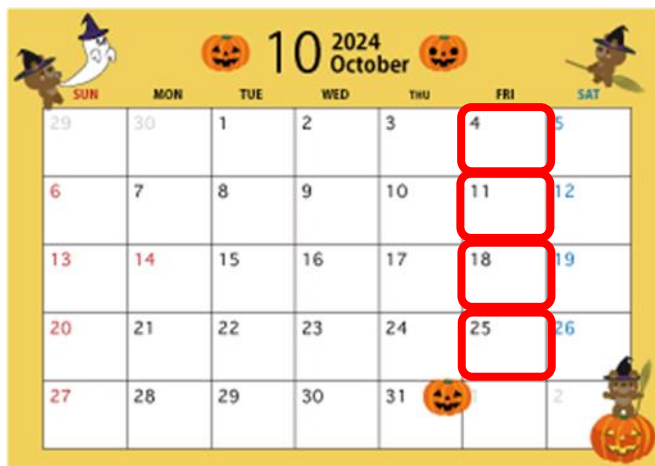 10 2024
October
SUN MON TUE WED THU FRI SAT
29 30 1 2 3 4 5
6 7 8 9 10 11 12
13 14 15 16 17 18 19
20 21 22 23 24 25 26
27 28 29 30 31 1 2